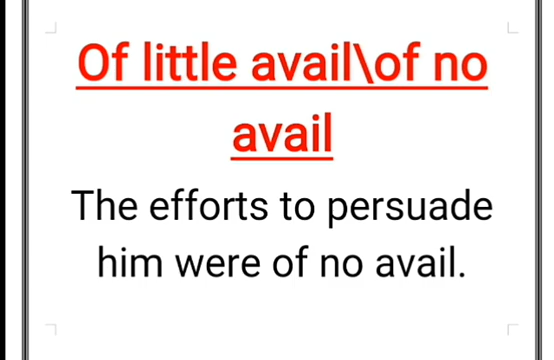 Of little avail\of no
avail
The efforts to persuade
him were of no avail.